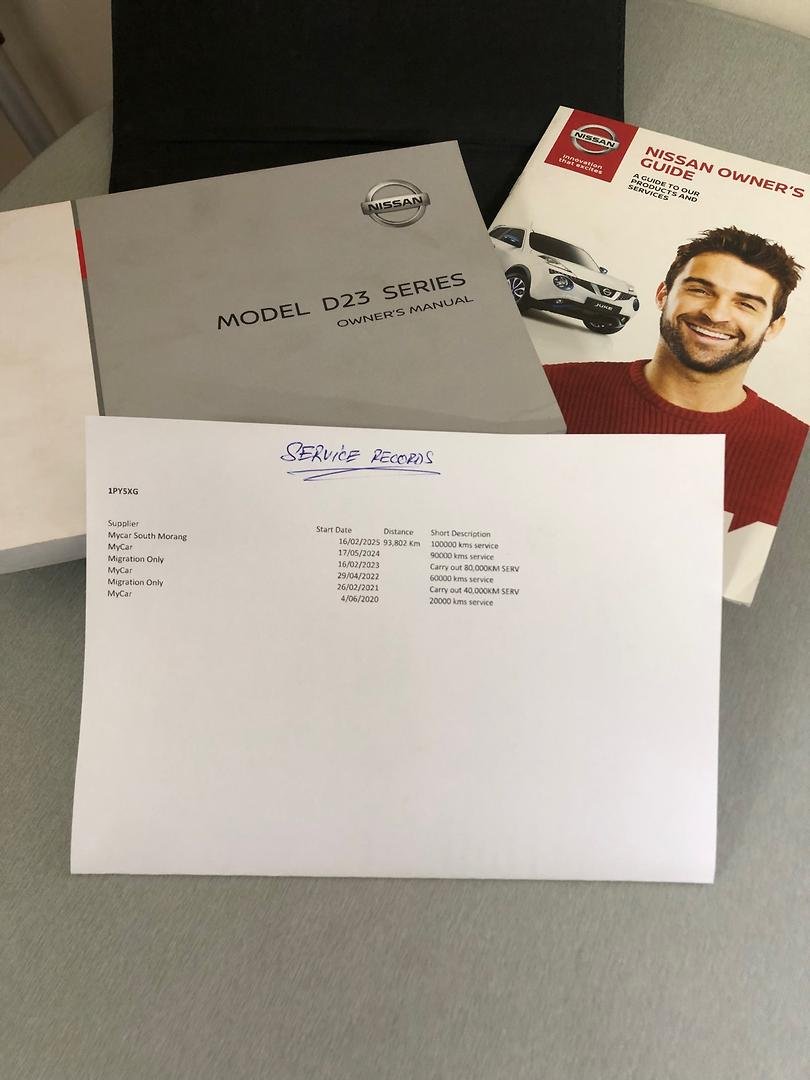 NISSAN
MODEL D23 SERIES
OWNER'S MANUAL
NISSAN
innovation
that excites
NISSAN OWNER'S
GUIDE
A GUIDE TO OUR
PRODUCTS AND
SERVICES
JUKE
SERVICE RECORDS
1PY5XG
Supplier Start Date Distance Short Description
Mycar South Morang 16/02/2025 93,802 Km 100000 kms service
MyCar 17/05/2024 90000 kms service
Migration Only 16/02/2023 Carry out 80,000KM SERV
MyCar 29/04/2022 60000 kms service
Migration Only 26/02/2021 Carry out 40,000KM SERV
MyCar 4/06/2020 20000 kms service